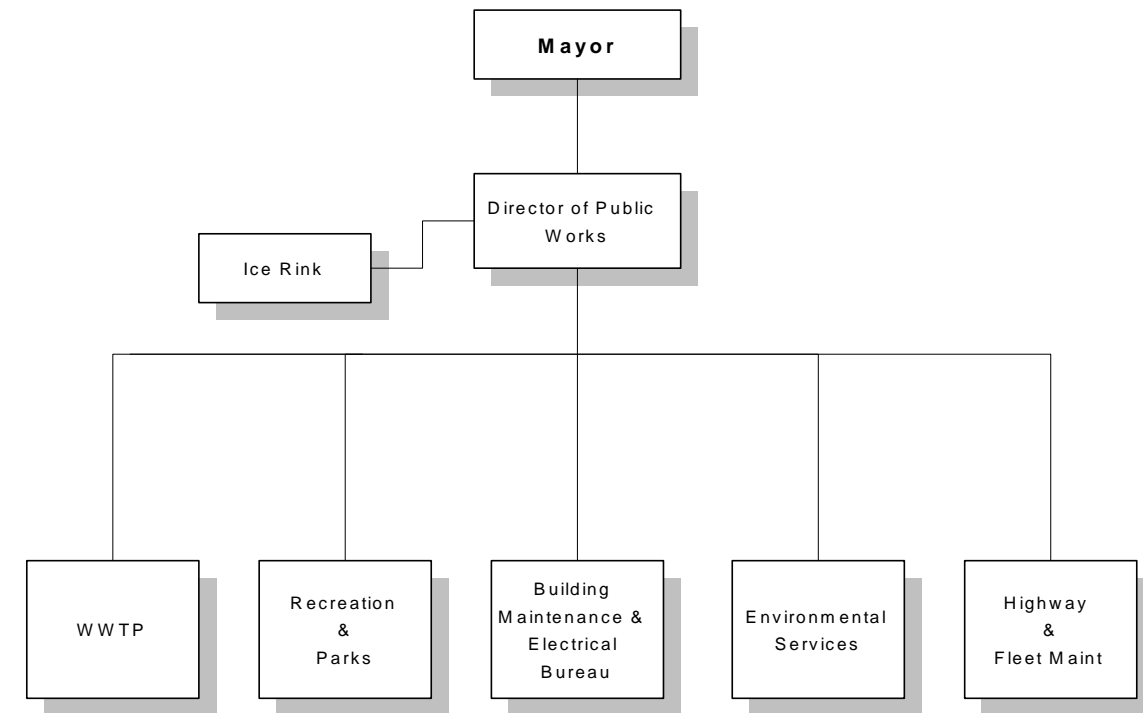 Mayor
Director of Public
Works
Ice Rink
WWTP
Recreation
&
Parks
Building
Maintenance &
Electrical
Bureau
Environmental
Services
Highway
&
Fleet Maint